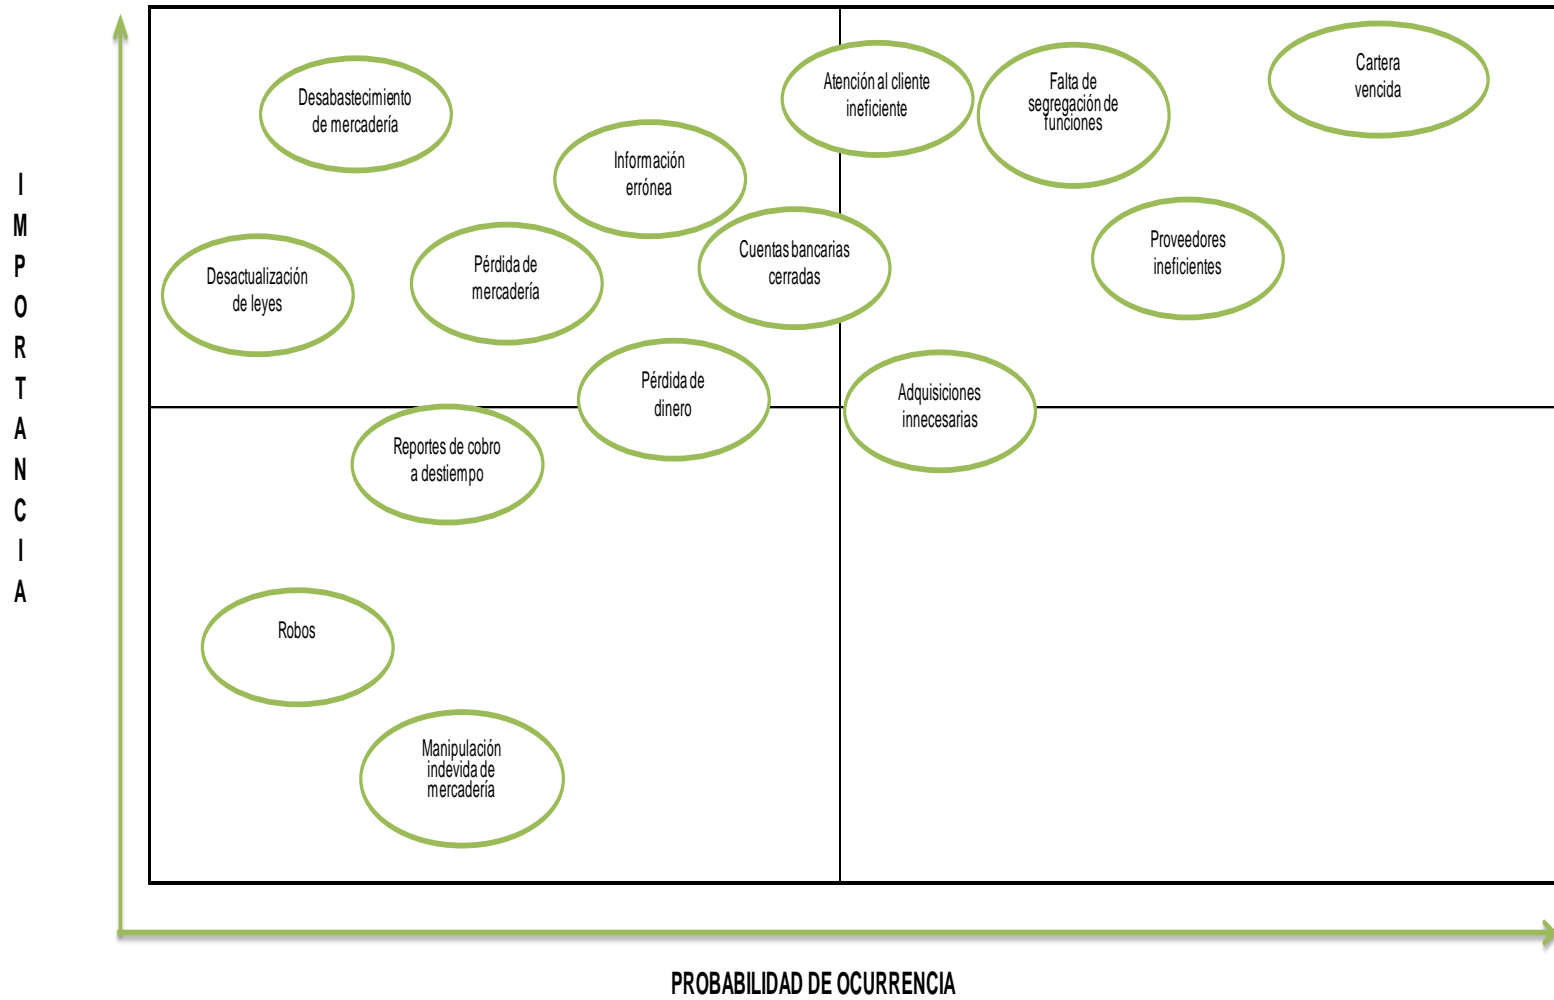 I
M
P
O
R
T
A
N
C
I
A
Desabastecimiento
de mercadería
Atención al cliente
ineficiente
Falta de
segregación de
funciones
Cartera
vencida
Información
errónea
Desactualización
de leyes
Pérdida de
mercadería
Cuentas bancarias
cerradas
Proveedores
ineficientes
Pérdida de
dinero
Adquisiciones
innecesarias
Reportes de cobro
a destiempo
Robos
Manipulación
indevida de
mercadería
PROBABILIDAD DE OCURRENCIA